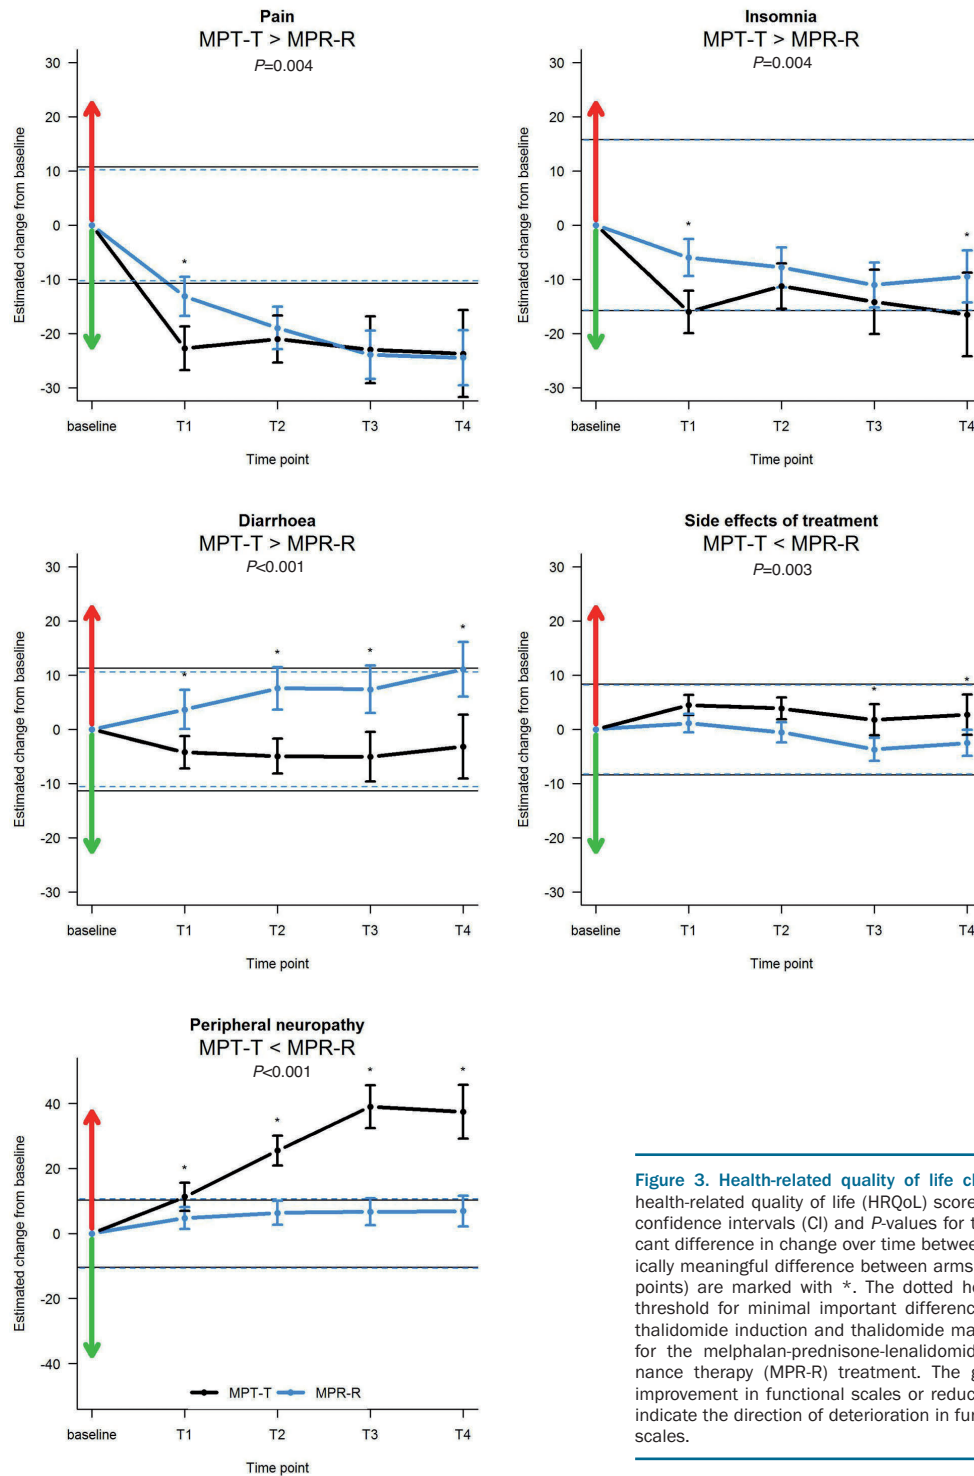 Pain
MPT-T > MPR-R
P=0.004
Estimated change from baseline
30
20
10
0
-10
-20
-30
*
baseline T1 T2 T3 T4
Time point
Insomnia
MPT-T > MPR-R
P=0.004
Estimated change from baseline
30
20
10
0
-10
-20
-30
* *
baseline T1 T2 T3 T4
Time point
Diarrhoea
MPT-T > MPR-R
P<0.001
Estimated change from baseline
30
20
10
0
-10
-20
-30
* * * *
baseline T1 T2 T3 T4
Time point
Side effects of treatment
MPT-T < MPR-R
P=0.003
Estimated change from baseline
30
20
10
0
-10
-20
-30
* *
baseline T1 T2 T3 T4
Time point
Peripheral neuropathy
MPT-T < MPR-R
P<0.001
Estimated change from baseline
40
20
0
-20
-40
* * * *
MPT-T MPR-R
baseline T1 T2 T3 T4
Time point
Figure 3. Health-related quality of life
health-related quality of life (HRQoL)
confidence intervals (CI) and P-values for
cant difference in change over time
ically meaningful difference between arms
points) are marked with *. The dotted
threshold for minimal important
thalidomide induction and thalidomide
for the
nance therapy (MPR-R) treatment. The
improvement in functional scales or
indicate the direction of deterioration in
scales.